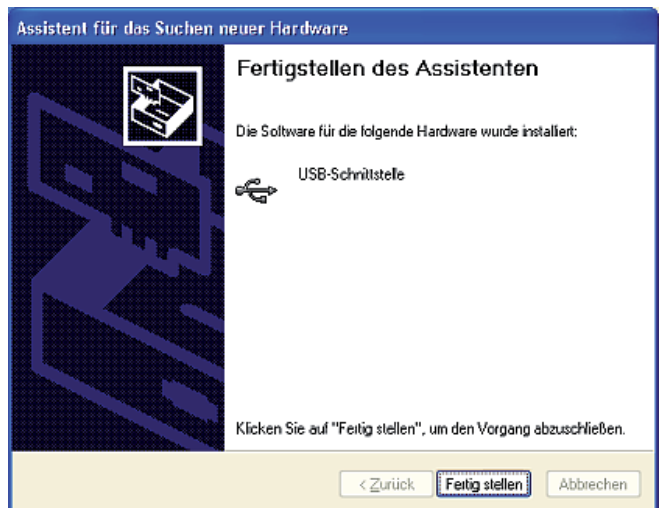 Assistent für das Suchen neuer Hardware
Fertigstellen des Assistenten
Die Software für die folgende Hardware wurde installiert:
USB-Schnittstelle
Klicken Sie auf "Fertig stellen", um den Vorgang abzuschließen.
< Zurück Fertig stellen Abbrechen